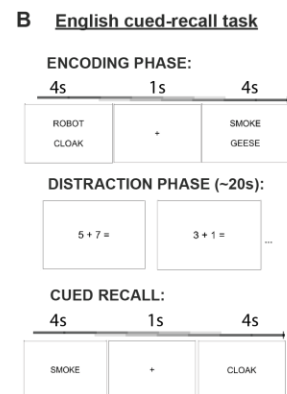 B English cued-recall task
ENCODING PHASE:
4s 1s 4s
ROBOT
CLOAK
+
SMOKE
GEESE
DISTRACTION PHASE (~20s):
5 + 7 = 3 + 1 = ...
CUED RECALL:
4s 1s 4s
SMOKE + CLOAK